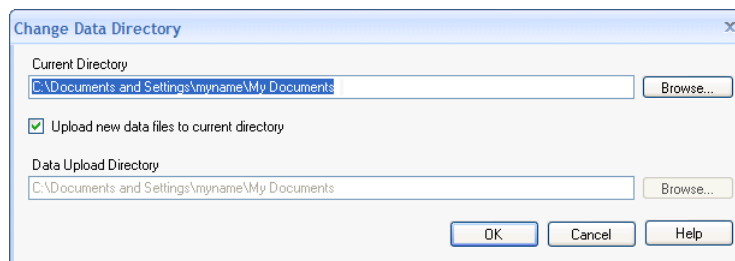 Change Data Directory
Current Directory
C:\Documents and Settings\myname\My Documents
Browse...
Upload new data files to current directory
Data Upload Directory
C:\Documents and Settings\myname\My Documents
Browse...
OK Cancel Help